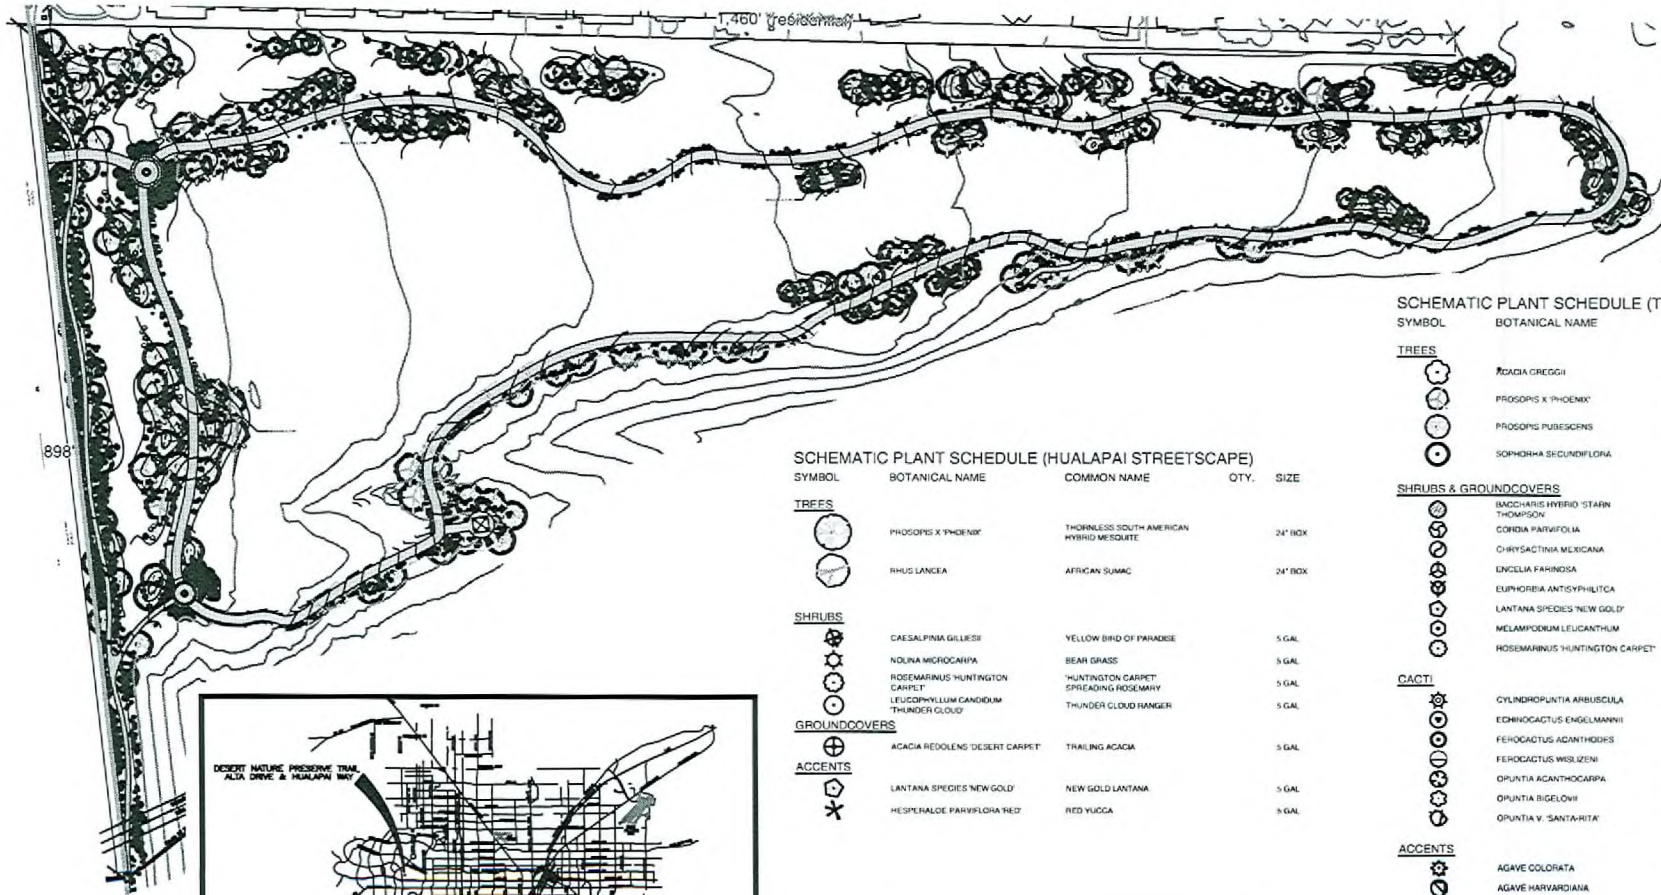 1,460' (residential)
898'
SCHEMATIC PLANT SCHEDULE (HUALAPAI STREETSCAPE)
SYMBOL BOTANICAL NAME COMMON NAME QTY. SIZE
TREES
PROSOPIS X 'PHOENIX' THORNLESS SOUTH AMERICAN HYBRID MESQUITE 24" BOX
RHUS LANCEA AFRICAN SUMAC 24" BOX
SHRUBS
CAESALPINIA GILLIESII YELLOW BIRD OF PARADISE 5 GAL
NOLINA MICROCARPA BEAR GRASS 5 GAL
ROSEMARINUS 'HUNTINGTON CARPET' 'HUNTINGTON CARPET' SPREADING ROSEMARY 5 GAL
LEUCOPHYLLUM CANDIDUM 'THUNDER CLOUD' THUNDER CLOUD RANGER 5 GAL
GROUNDCOVERS
ACACIA REDOLENS 'DESERT CARPET' TRAILING ACACIA 5 GAL
ACCENTS
LANTANA SPECIES 'NEW GOLD' NEW GOLD LANTANA 5 GAL
HESPERALOE PARVIFLORA 'RED' RED YUCCA 5 GAL
SCHEMATIC PLANT SCHEDULE (T
SYMBOL BOTANICAL NAME
TREES
ACACIA GREGGII
PROSOPIS X 'PHOENIX'
PROSOPIS PUBESCENS
SOPHORHA SECUNDIFLORA
SHRUBS & GROUNDCOVERS
BACCHARIS HYBRID 'STARN
THOMPSON'
CORDIA PARVIFOLIA
CHRYSACTINIA MEXICANA
ENCELIA FARINOSA
EUPHORBIA ANTISYPHILITCA
LANTANA SPECIES 'NEW GOLD'
MELAMPODIUM LEUCANTHUM
ROSEMARINUS 'HUNTINGTON CARPET'
CACTI
CYLINDROPUNTIA ARBUSCULA
ECHINOCACTUS ENGELMANNII
FEROCACTUS ACANTHODES
FEROCACTUS WISLIZENI
OPUNTIA ACANTHOCARPA
OPUNTIA BIGELOVII
OPUNTIA V. 'SANTA-RITA'
ACCENTS
AGAVE COLORATA
AGAVE HARVARDIANA
DESERT NATURE PRESERVE TRAIL
ALTA DRIVE & HUALAPAI WAY